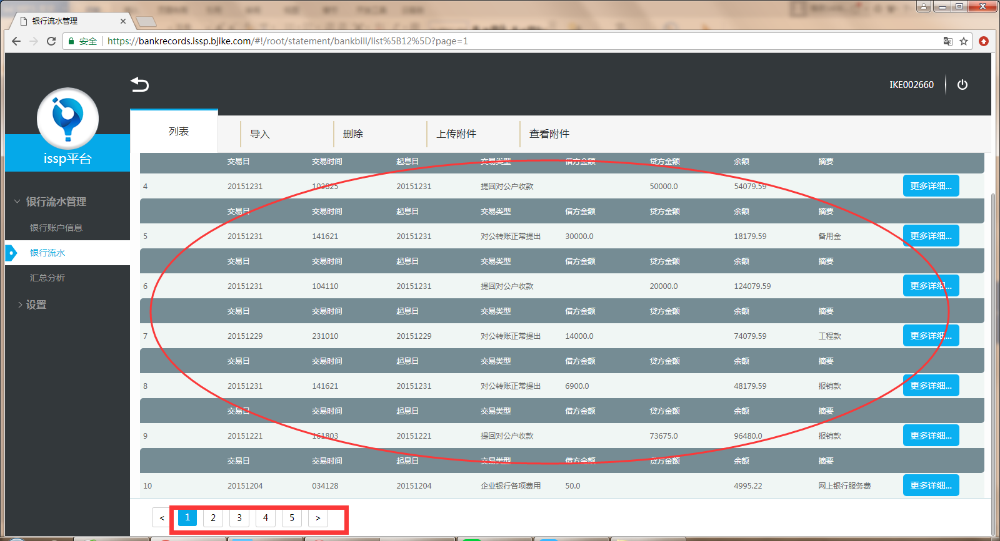 银行流水管理
安全 https://bankrecords.issp.bjike.com/#!/root/statement/bankbill/list%5B12%5D?page=1
IKE002660
issp平台
银行流水管理
银行账户信息
银行流水
汇总分析
设置
列表 导入 删除 上传附件 查看附件
交易日 交易时间 起息日 交易类型 借方金额 贷方金额 余额 摘要
4 20151231 103825 20151231 提回对公户收款 50000.0 54079.59 更多详细...
交易日 交易时间 起息日 交易类型 借方金额 贷方金额 余额 摘要
5 20151231 141621 20151231 对公转账正常提出 30000.0 18179.59 备用金 更多详细...
交易日 交易时间 起息日 交易类型 借方金额 贷方金额 余额 摘要
6 20151231 104110 20151231 提回对公户收款 20000.0 124079.59 更多详细...
交易日 交易时间 起息日 交易类型 借方金额 贷方金额 余额 摘要
7 20151229 231010 20151229 对公转账正常提出 14000.0 74079.59 工程款 更多详细...
交易日 交易时间 起息日 交易类型 借方金额 贷方金额 余额 摘要
8 20151231 141621 20151231 对公转账正常提出 6900.0 48179.59 报销款 更多详细...
交易日 交易时间 起息日 交易类型 借方金额 贷方金额 余额 摘要
9 20151221 161803 20151221 提回对公户收款 73675.0 96480.0 报销款 更多详细...
交易日 交易时间 起息日 交易类型 借方金额 贷方金额 余额 摘要
10 20151204 034128 20151204 企业银行各项费用 50.0 4995.22 网上银行服务费 更多详细...
< 1 2 3 4 5 >